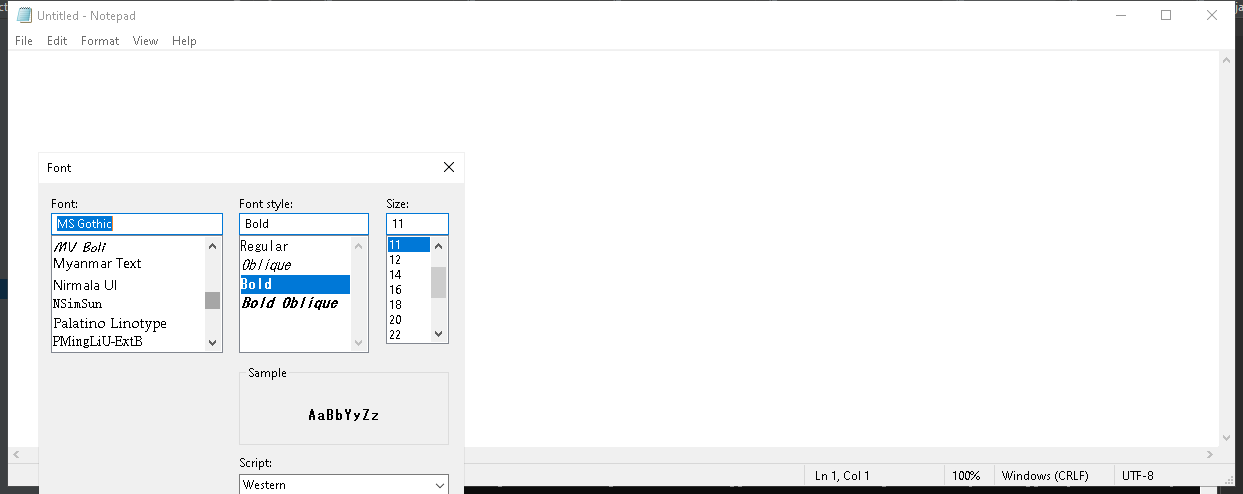 Untitled - Notepad
File Edit Format View Help
Font
Font: Font style: Size:
MS Gothic Bold 11
MV Boli Regular 11
Myanmar Text Oblique 12
Nirmala UI Bold 14
NSimSun Bold Oblique 16
Palatino Linotype 18
PMingLiU-ExtB 20
22
Sample
AaBbYyZz
Script:
Western
Ln 1, Col 1 100% Windows (CRLF) UTF-8